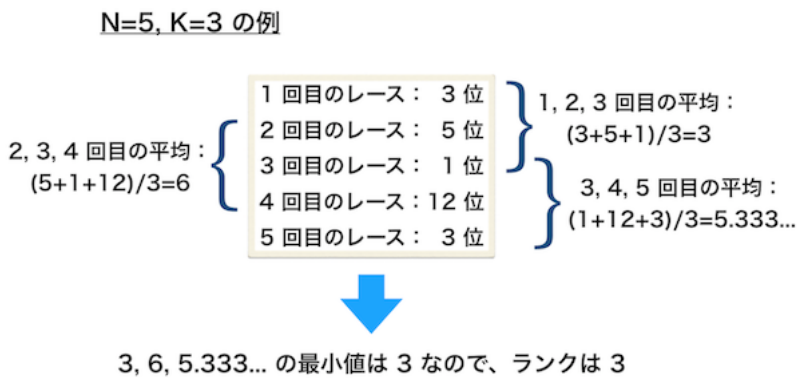 N=5, K=3 の例
1 回目のレース： 3 位
2 回目のレース： 5 位
3 回目のレース： 1 位
4 回目のレース：12 位
5 回目のレース： 3 位
1, 2, 3 回目の平均：
(3+5+1)/3=3
2, 3, 4 回目の平均：
(5+1+12)/3=6
3, 4, 5 回目の平均：
(1+12+3)/3=5.333...
3, 6, 5.333... の最小値は 3 なので、ランクは 3